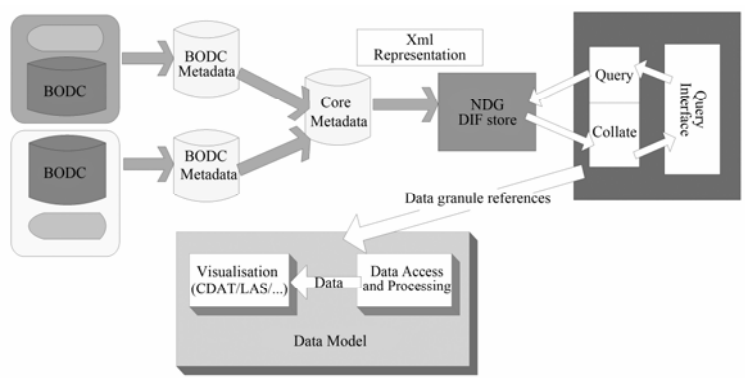 BODC
BODC
Metadata
Xml
Representation
Core
Metadata
NDG
DIF store
Query
Collate
Query
Interface
BODC
BODC
Metadata
Data granule references
Visualisation
(CDAT/LAS/...)
Data
Data Access
and Processing
Data Model